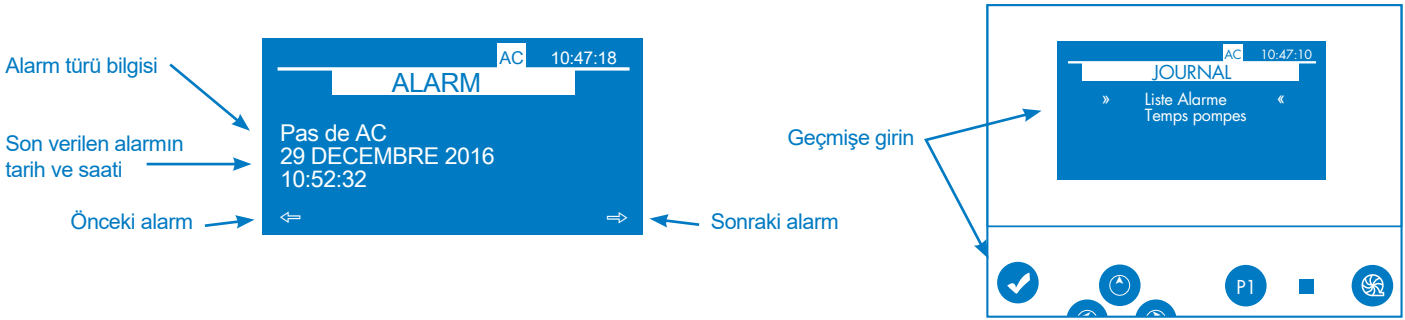 Alarm türü bilgisi
Son verilen alarmın
tarih ve saati
Önceki alarm
AC 10:47:18
ALARM
Pas de AC
29 DECEMBRE 2016
10:52:32
Sonraki alarm
Geçmişe girin
AC 10:47:10
JOURNAL
» Liste Alarme «
Temps pompes
P1